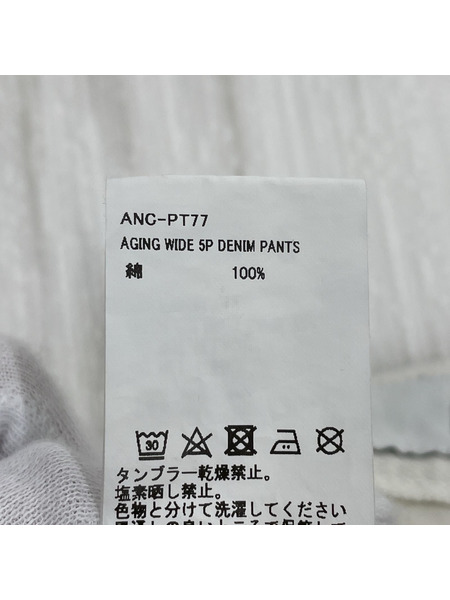 ANC-PT77
AGING WIDE 5P DENIM PANTS
綿 100%
30
タンブラー乾燥禁止。
塩素晒し禁止。
色物と分けて洗濯してください